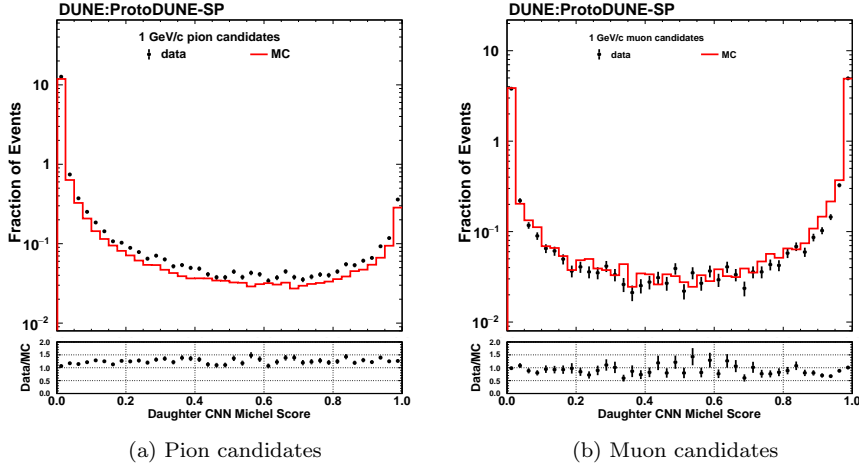 DUNE:ProtoDUNE-SP
1 GeV/c pion candidates
data
MC
Fraction of Events
10
1
10⁻¹
10⁻²
Data/MC
2.0
1.5
1.0
0.5
0.0
0.0 0.2 0.4 0.6 0.8 1.0
Daughter CNN Michel Score
(a) Pion candidates
DUNE:ProtoDUNE-SP
1 GeV/c muon candidates
data
MC
Fraction of Events
10
1
10⁻¹
10⁻²
Data/MC
2.0
1.5
1.0
0.5
0.0
0.0 0.2 0.4 0.6 0.8 1.0
Daughter CNN Michel Score
(b) Muon candidates